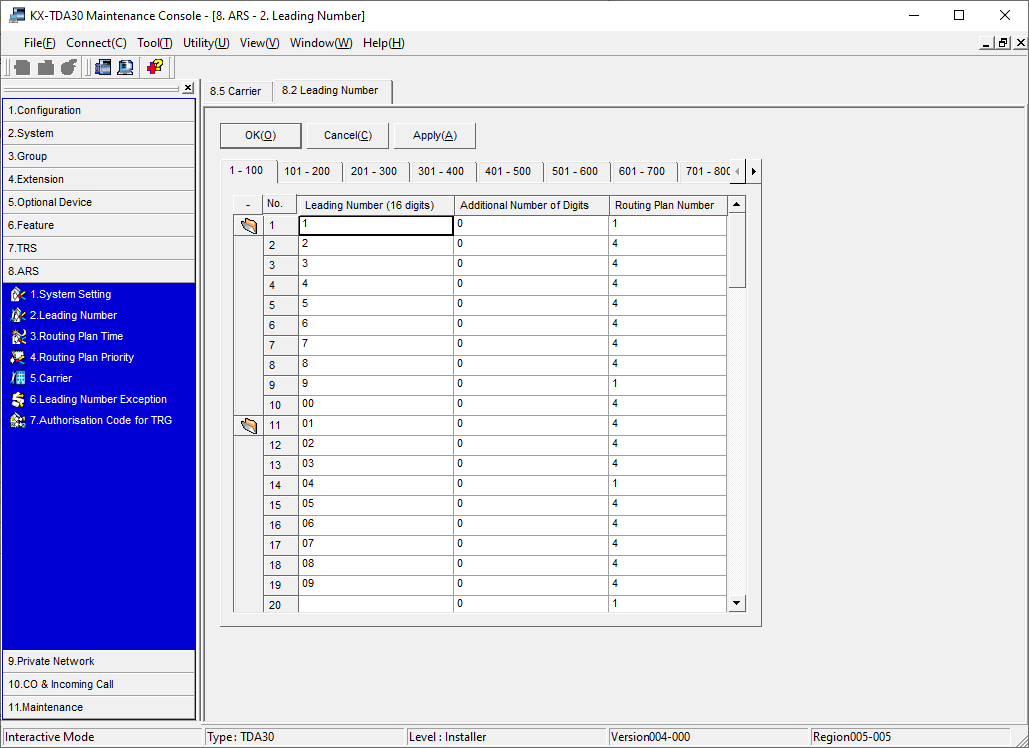 KX-TDA30 Maintenance Console - [8. ARS - 2. Leading Number]
File(F) Connect(C) Tool(T) Utility(U) View(V) Window(W) Help(H)
1.Configuration
2.System
3.Group
4.Extension
5.Optional Device
6.Feature
7.TRS
8.ARS
1.System Setting
2.Leading Number
3.Routing Plan Time
4.Routing Plan Priority
5.Carrier
6.Leading Number Exception
7.Authorisation Code for TRG
9.Private Network
10.CO & Incoming Call
11.Maintenance
8.5 Carrier 8.2 Leading Number
OK(O) Cancel(C) Apply(A)
1 - 100 101 - 200 201 - 300 301 - 400 401 - 500 501 - 600 601 - 700 701 - 800
- No. Leading Number (16 digits) Additional Number of Digits Routing Plan Number
1 1 0 1
2 2 0 4
3 3 0 4
4 4 0 4
5 5 0 4
6 6 0 4
7 7 0 4
8 8 0 4
9 9 0 1
10 00 0 4
11 01 0 4
12 02 0 4
13 03 0 4
14 04 0 1
15 05 0 4
16 06 0 4
17 07 0 4
18 08 0 4
19 09 0 4
20 0 1
Interactive Mode Type : TDA30 Level : Installer Version004-000 Region005-005